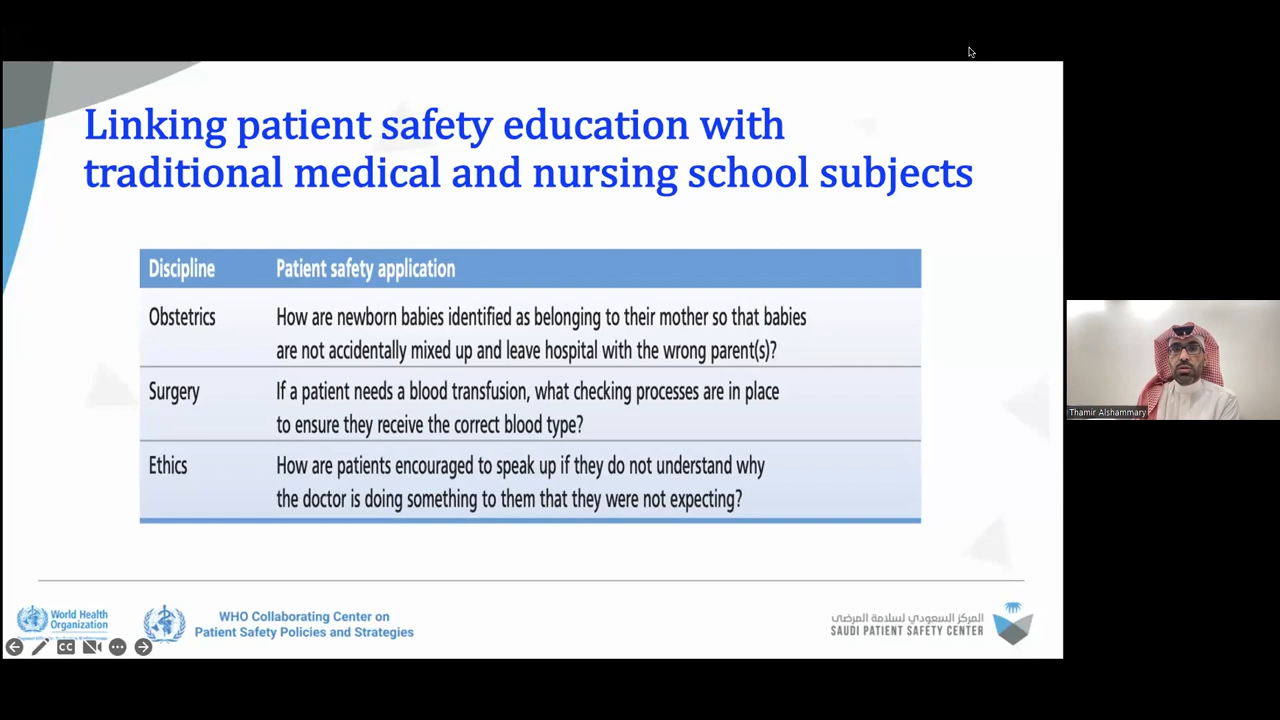 Linking patient safety education with
traditional medical and nursing school subjects
Discipline Patient safety application
Obstetrics How are newborn babies identified as belonging to their mother so that babies
are not accidentally mixed up and leave hospital with the wrong parent(s)?
Surgery If a patient needs a blood transfusion, what checking processes are in place
to ensure they receive the correct blood type?
Ethics How are patients encouraged to speak up if they do not understand why
the doctor is doing something to them that they were not expecting?
Thamir Alshammary
World Health
Organization
WHO Collaborating Center on
Patient Safety Policies and Strategies
المركز السعودي لسلامة المرضى
SAUDI PATIENT SAFETY CENTER
CC